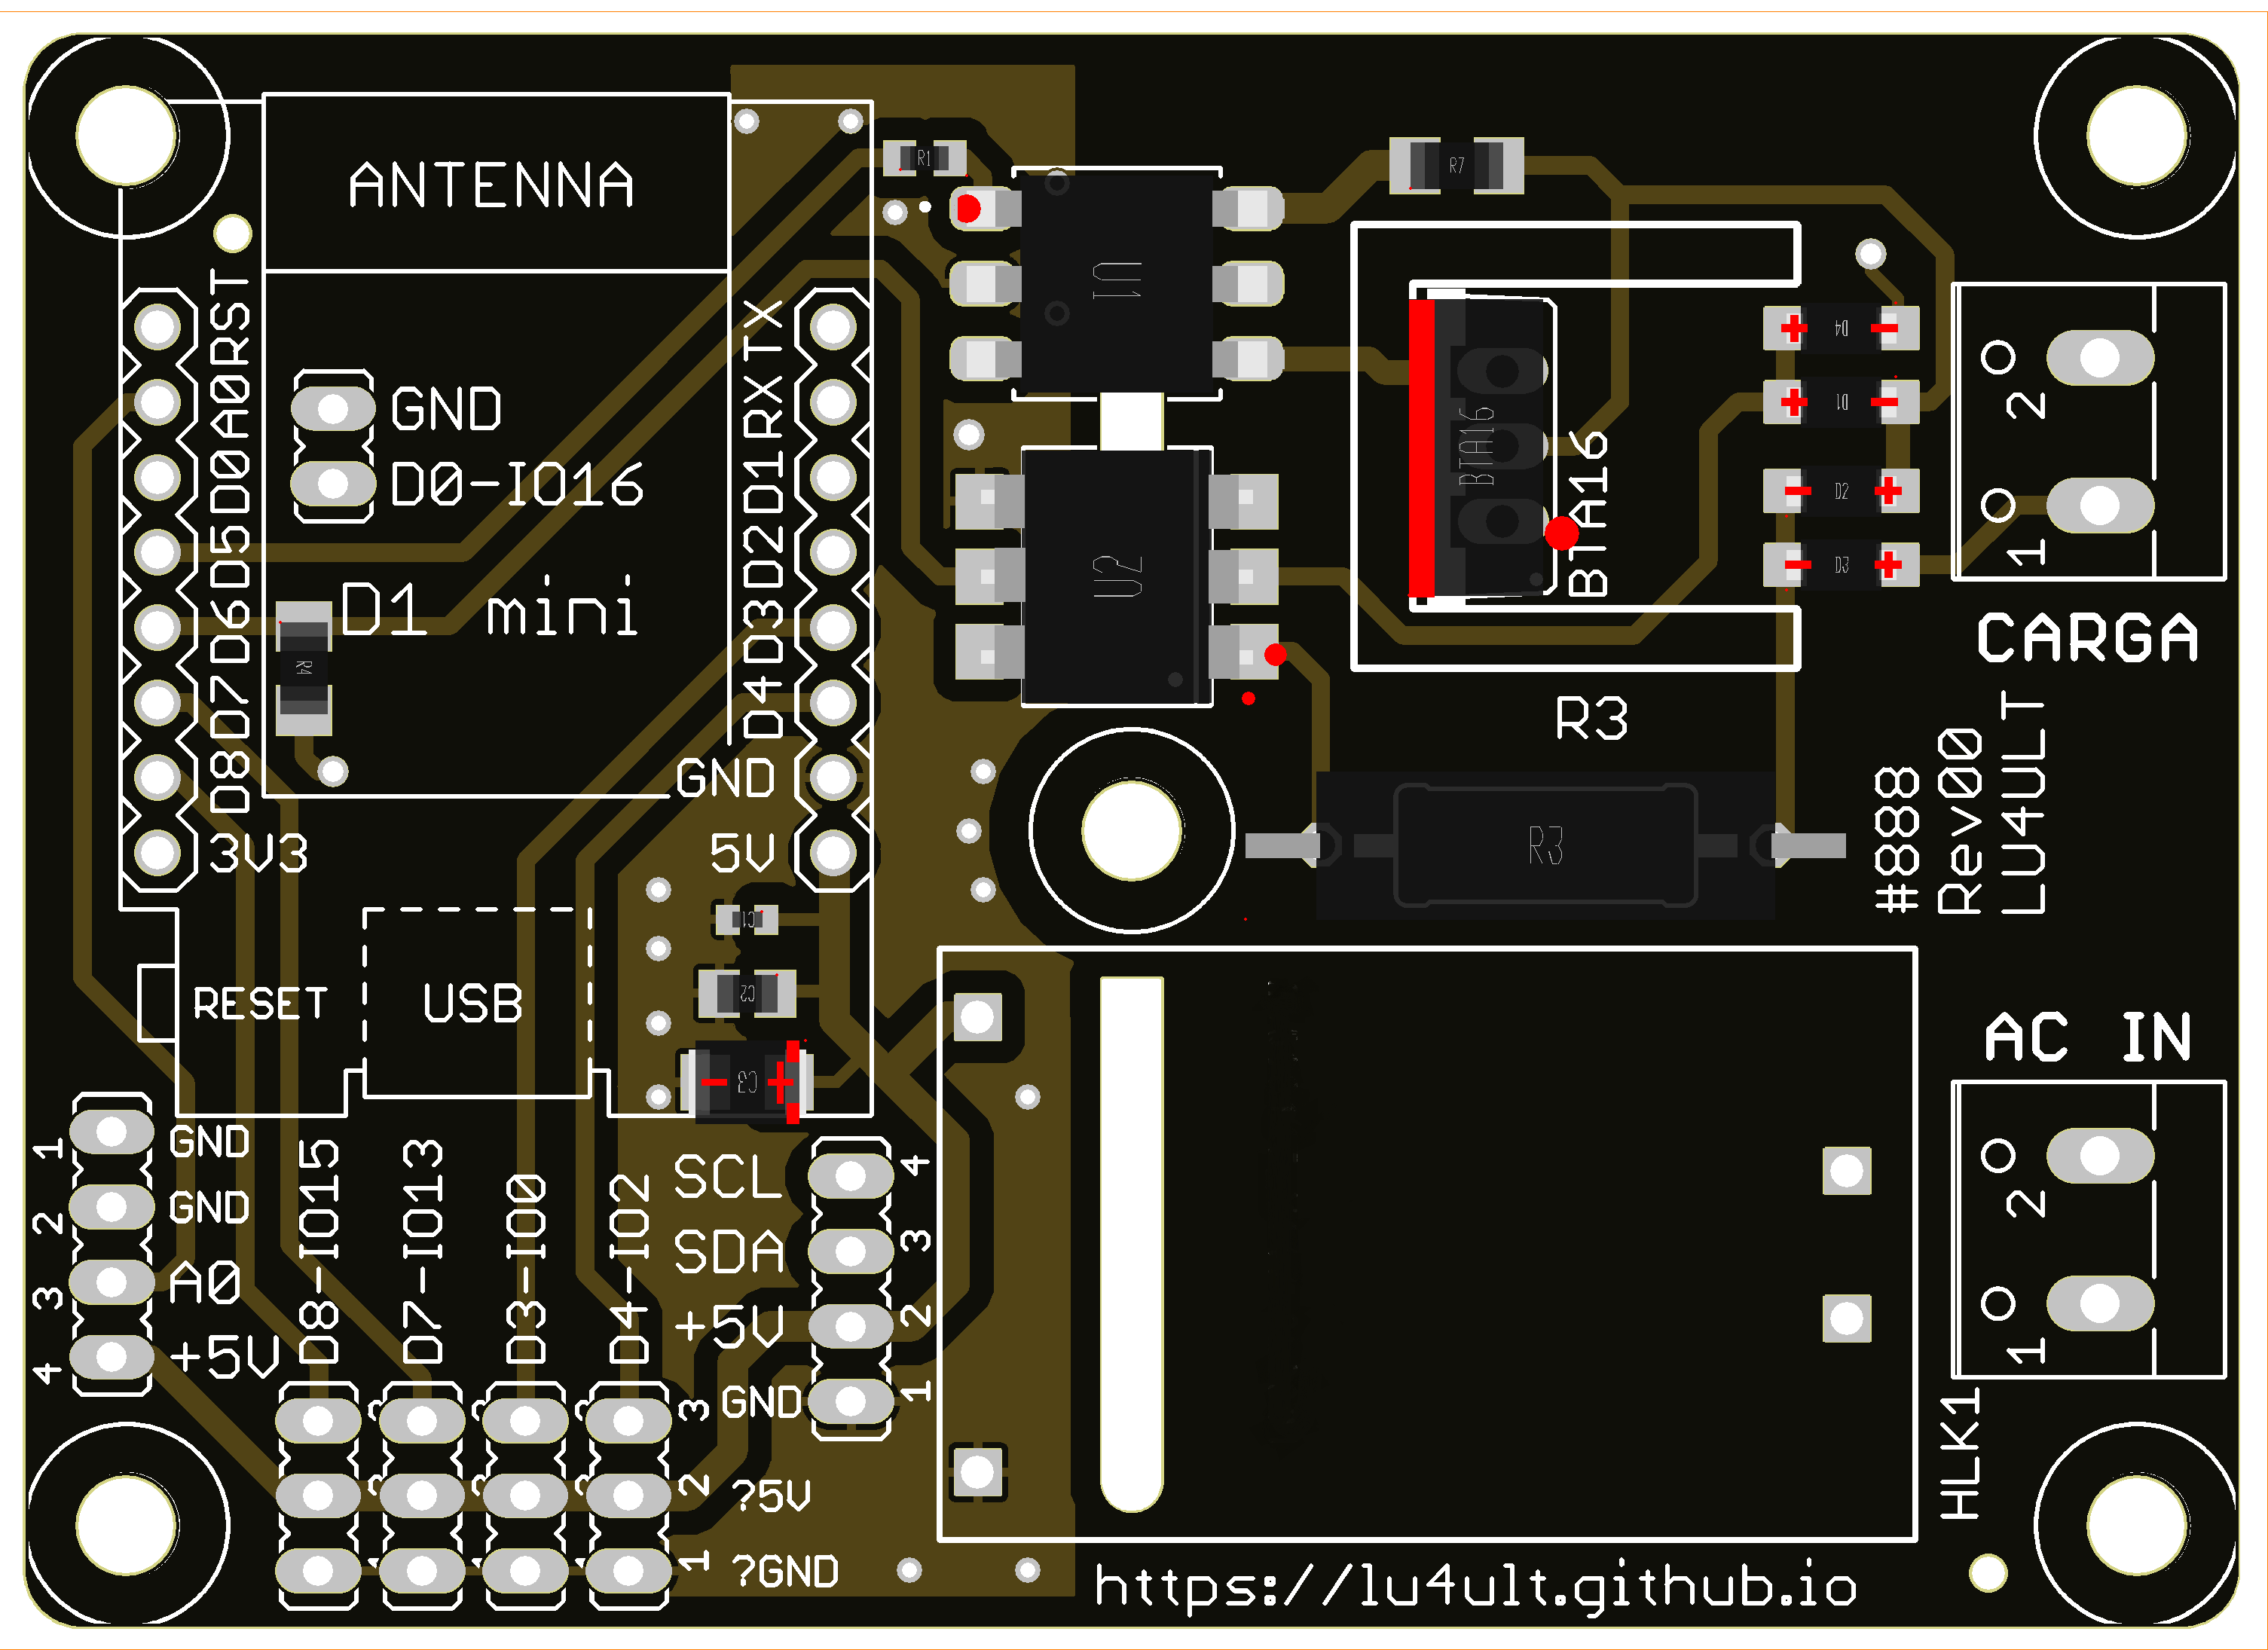 ANTENNA
R1
R7
RST
A0
D0
D5
D6
D7
D8
3V3
TX
RX
D1
D2
D3
D4
GND
5V
GND
D0-IO16
D1 mini
R4
U1
U2
BTA16
BTA16
D4
D1
D2
D3
2
1
CARGA
R3
R3
#888
Rev00
LU4ULT
C1
C2
C3
RESET
USB
AC IN
2
1
HLK1
1
GND
2
GND
3
A0
4
+5V
D8-IO15
D7-IO13
D3-IO0
D4-IO2
SCL
4
SDA
3
+5V
2
GND
1
3
2
?5V
1
?GND
https://lu4ult.github.io